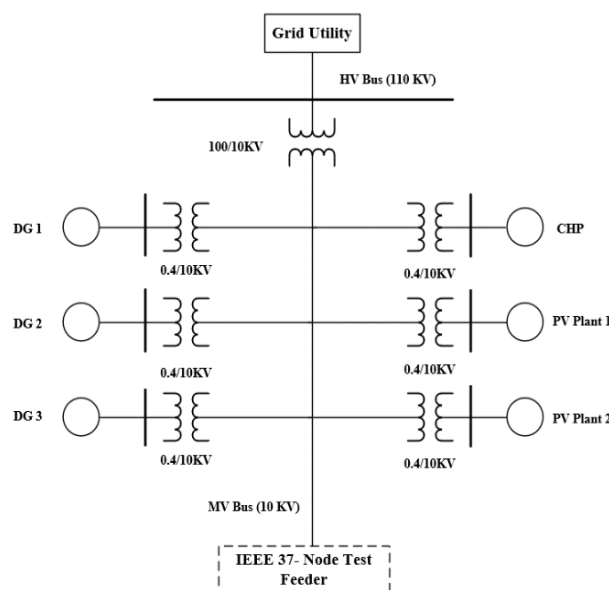 Grid Utility
HV Bus (110 KV)
100/10KV
DG 1
CHP
0.4/10KV
0.4/10KV
DG 2
PV Plant 1
0.4/10KV
0.4/10KV
DG 3
PV Plant 2
0.4/10KV
0.4/10KV
MV Bus (10 KV)
IEEE 37- Node Test
Feeder